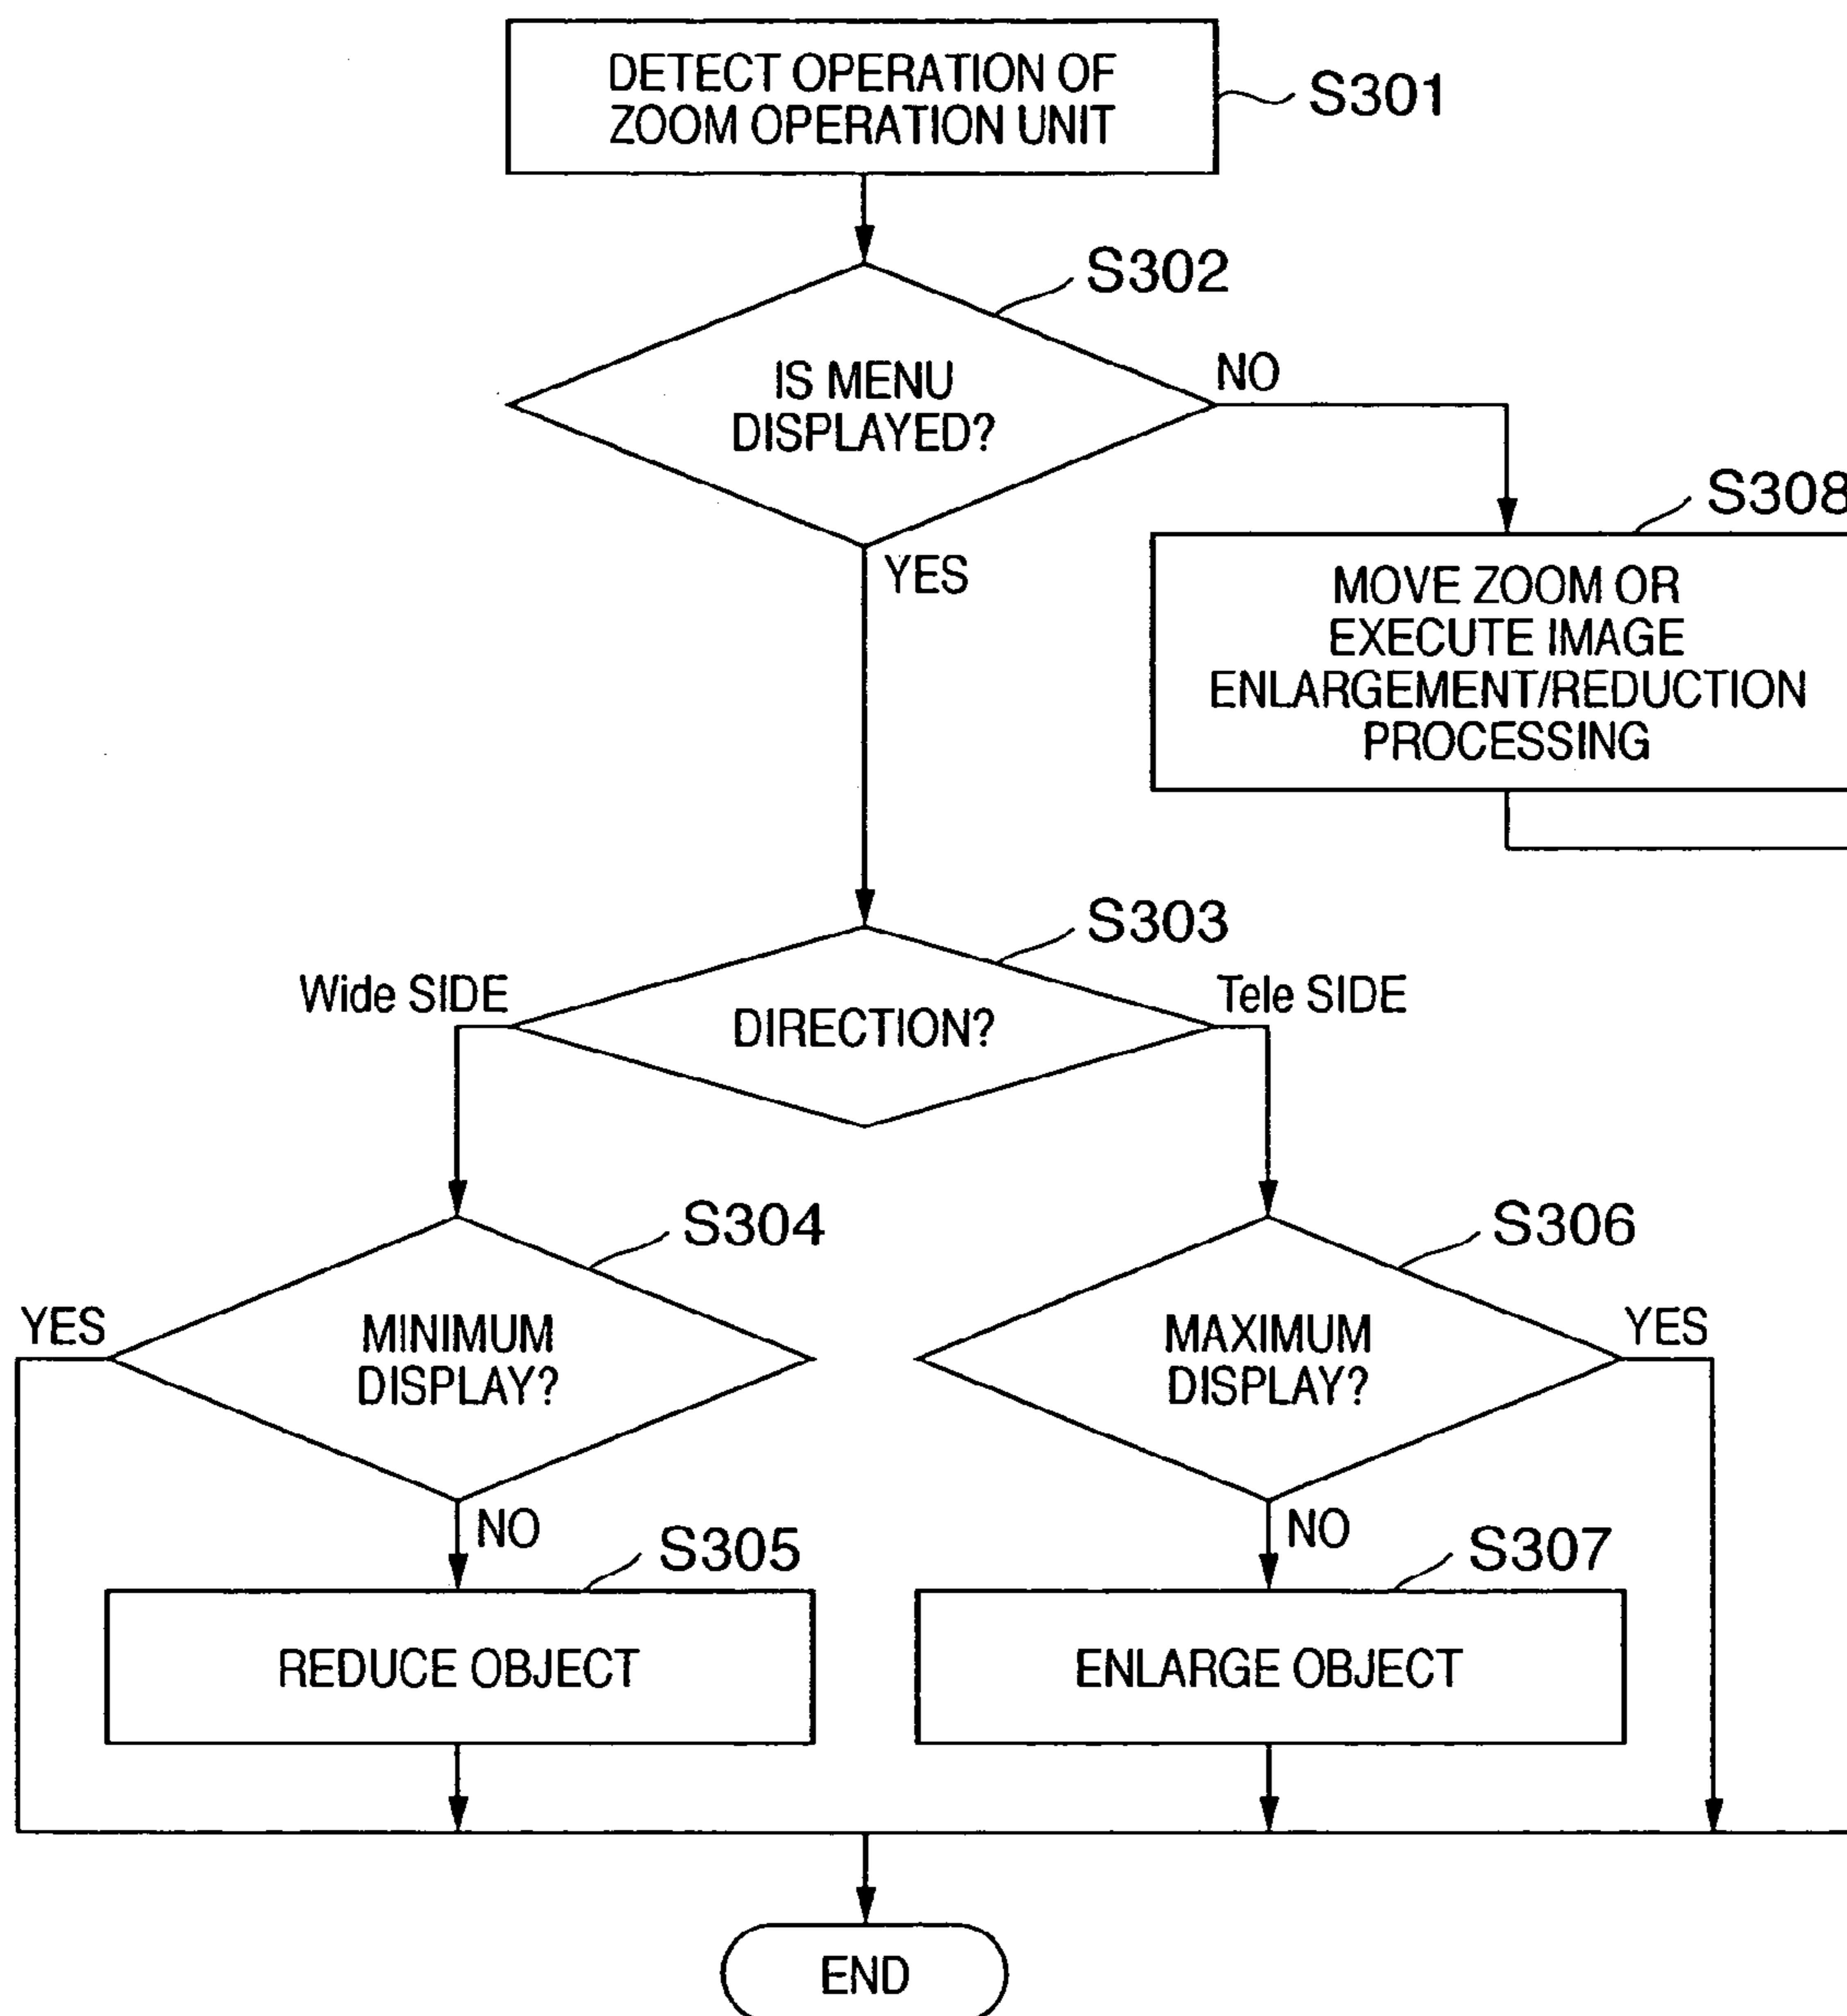 DETECT OPERATION OF
ZOOM OPERATION UNIT
S301
S302
IS MENU
DISPLAYED?
NO
YES
S308
MOVE ZOOM OR
EXECUTE IMAGE
ENLARGEMENT/REDUCTION
PROCESSING
S303
Wide SIDE
DIRECTION?
Tele SIDE
S304
YES
MINIMUM
DISPLAY?
NO
S306
MAXIMUM
DISPLAY?
YES
NO
S305
REDUCE OBJECT
S307
ENLARGE OBJECT
END